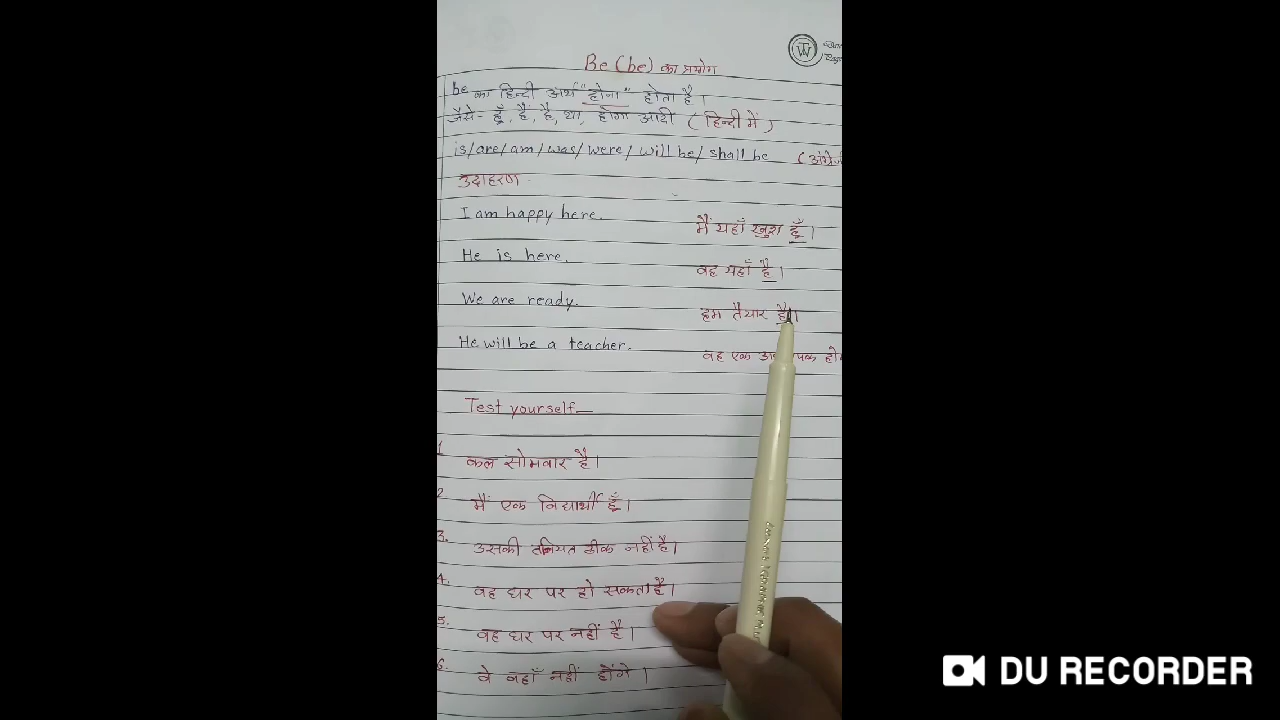 Be (be) का प्रयोग
be का हिन्दी अर्थ "होना" होता है।
जैसे- हूँ, हैं, है, था, होगा आदी (हिन्दी में)
is/are/am/was/were/will be/shall be
उदाहरण
I am happy here. मैं यहाँ खुश हूँ।
He is here. वह यहाँ है।
We are ready. हम तैयार हैं।
He will be a teacher. वह एक
Test yourself
1 कल सोमवार है।
2 मैं एक विद्यार्थी हूँ।
3. उसकी तबियत ठीक नहीं है।
4. वह घर पर हो सकता है।
5. वह घर पर नहीं है।
6. वे वहाँ नहीं होंगे।
DU RECORDER